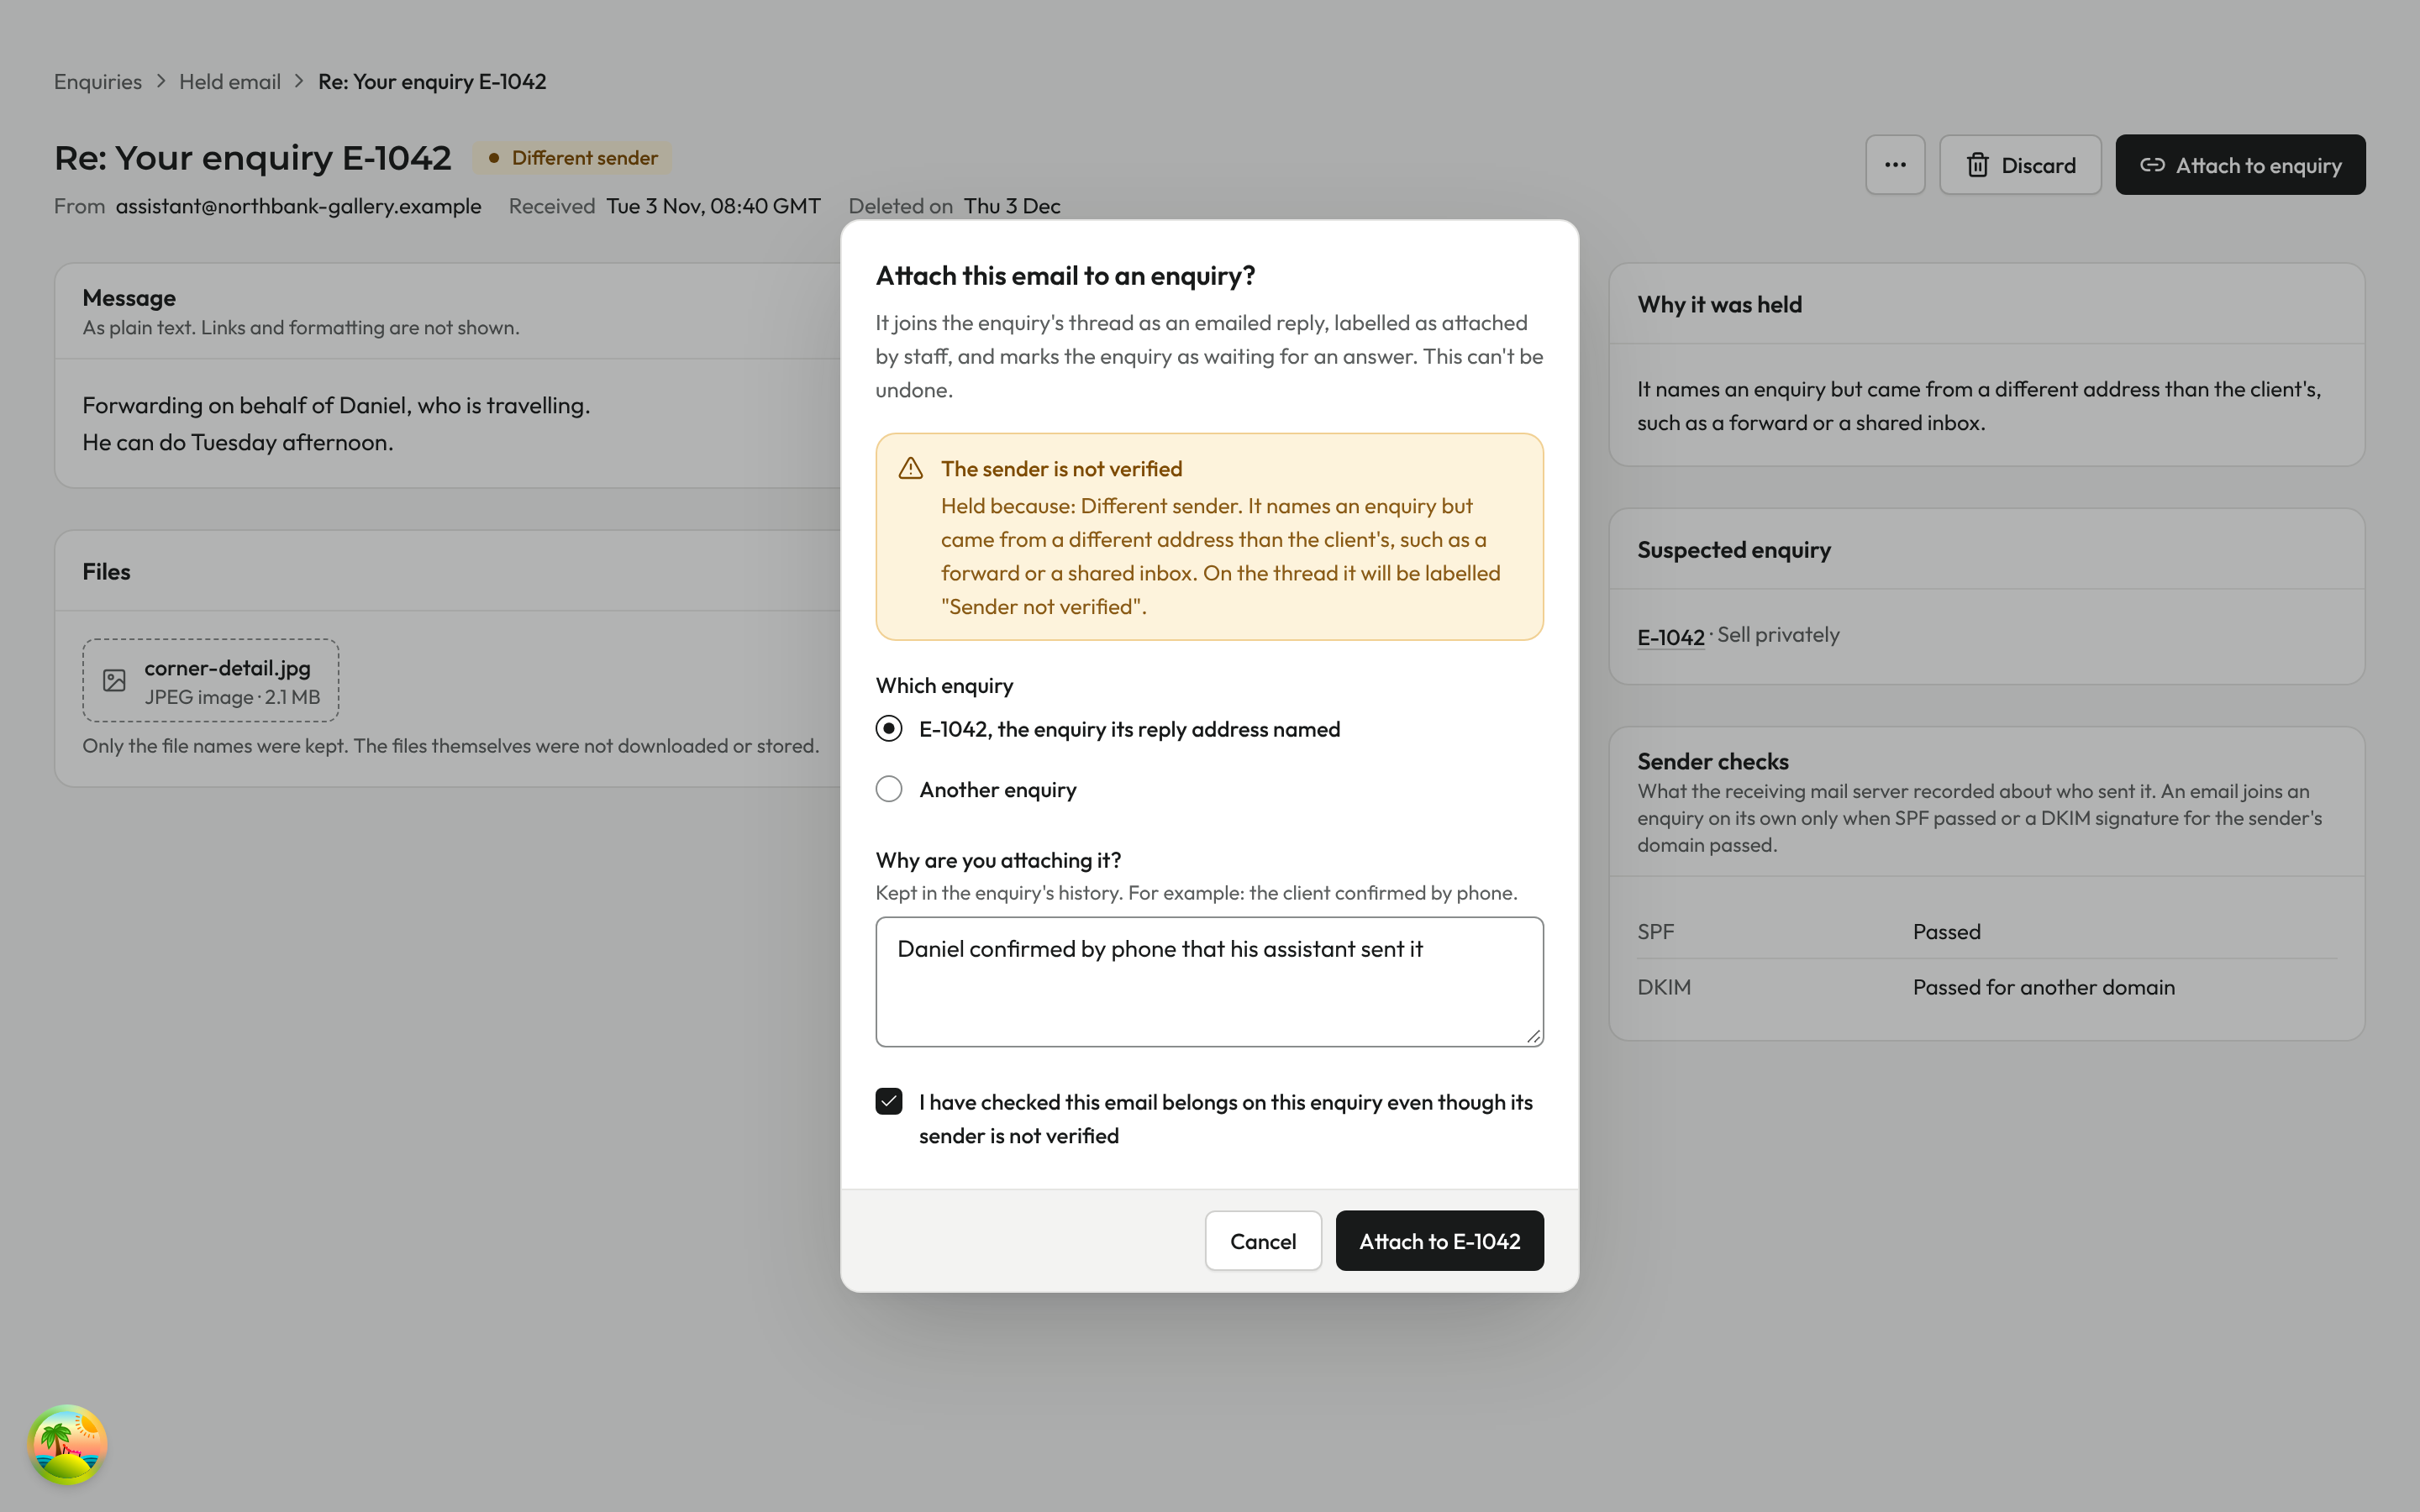 Enquiries > Held email > Re: Your enquiry E-1042
Re: Your enquiry E-1042
Different sender
... 
Discard
Attach to enquiry
From assistant@northbank-gallery.example Received Tue 3 Nov, 08:40 GMT Deleted on Thu 3 Dec
Message
As plain text. Links and formatting are not shown.
Forwarding on behalf of Daniel, who is travelling.
He can do Tuesday afternoon.
Files
corner-detail.jpg
JPEG image · 2.1 MB
Only the file names were kept. The files themselves were not downloaded or stored.
Attach this email to an enquiry?
It joins the enquiry's thread as an emailed reply, labelled as attached
by staff, and marks the enquiry as waiting for an answer. This can't be
undone.
The sender is not verified
Held because: Different sender. It names an enquiry but
came from a different address than the client's, such as a
forward or a shared inbox. On the thread it will be labelled
"Sender not verified".
Which enquiry
E-1042, the enquiry its reply address named
Another enquiry
Why are you attaching it?
Kept in the enquiry's history. For example: the client confirmed by phone.
Daniel confirmed by phone that his assistant sent it
I have checked this email belongs on this enquiry even though its
sender is not verified
Cancel
Attach to E-1042
Why it was held
It names an enquiry but came from a different address than the client's,
such as a forward or a shared inbox.
Suspected enquiry
E-1042 · Sell privately
Sender checks
What the receiving mail server recorded about who sent it. An email joins an
enquiry on its own only when SPF passed or a DKIM signature for the sender's
domain passed.
SPF Passed
DKIM Passed for another domain